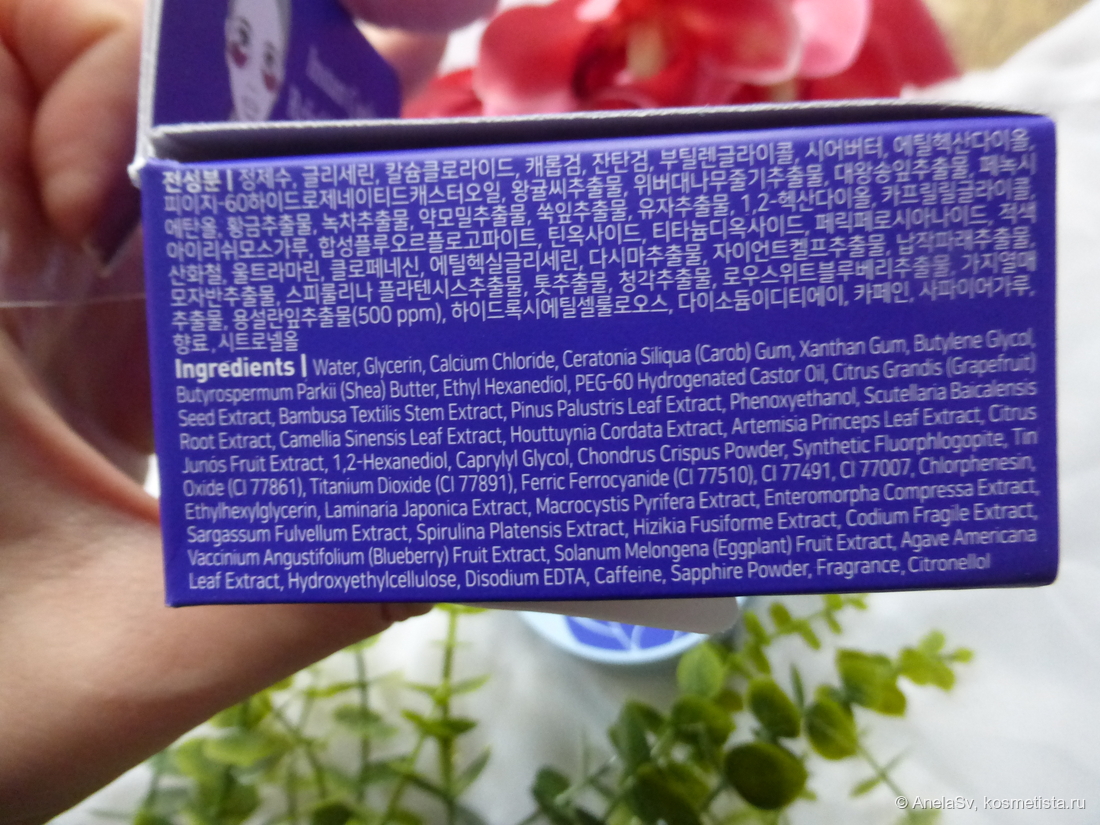 전성분 | 정제수, 글리세린, 칼슘클로라이드, 캐롭검, 잔탄검, 부틸렌글라이콜, 시어버터, 에틸헥산다이올,
피이지-60하이드로제네이티드캐스터오일, 왕귤씨추출물, 위버대나무줄기추출물, 대왕송잎추출물, 페녹시
에탄올, 황금추출물, 녹차추출물, 약모밀추출물, 쑥잎추출물, 유자추출물, 1,2-헥산다이올, 카프릴릴글라이콜,
아이리쉬모스가루, 합성플루오르플로고파이트, 틴옥사이드, 티타늄디옥사이드, 페릭페로시아나이드, 적색
산화철, 울트라마린, 클로페네신, 에틸헥실글리세린, 다시마추출물, 자이언트켈프추출물, 납작파래추출물,
모자반추출물, 스피룰리나 플라텐시스추출물, 톳추출물, 청각추출물, 로우스위트블루베리추출물, 가지열매
추출물, 용설란잎추출물(500 ppm), 하이드록시에틸셀룰로오스, 다이소듐이디티에이, 카페인, 사파이어가루,
향료, 시트로넬올
Ingredients | Water, Glycerin, Calcium Chloride, Ceratonia Siliqua (Carob) Gum, Xanthan Gum, Butylene Glycol,
Butyrospermum Parkii (Shea) Butter, Ethyl Hexanediol, PEG-60 Hydrogenated Castor Oil, Citrus Grandis (Grapefruit)
Seed Extract, Bambusa Textilis Stem Extract, Pinus Palustris Leaf Extract, Phenoxyethanol, Scutellaria Baicalensis
Root Extract, Camellia Sinensis Leaf Extract, Houttuynia Cordata Extract, Artemisia Princeps Leaf Extract, Citrus
Junos Fruit Extract, 1,2-Hexanediol, Caprylyl Glycol, Chondrus Crispus Powder, Synthetic Fluorphlogopite, Tin
Oxide (CI 77861), Titanium Dioxide (CI 77891), Ferric Ferrocyanide (CI 77510), CI 77491, CI 77007, Chlorphenesin,
Ethylhexylglycerin, Laminaria Japonica Extract, Macrocystis Pyrifera Extract, Enteromorpha Compressa Extract,
Sargassum Fulvellum Extract, Spirulina Platensis Extract, Hizikia Fusiforme Extract, Codium Fragile Extract,
Vaccinium Angustifolium (Blueberry) Fruit Extract, Solanum Melongena (Eggplant) Fruit Extract, Agave Americana
Leaf Extract, Hydroxyethylcellulose, Disodium EDTA, Caffeine, Sapphire Powder, Fragrance, Citronellol
© AnelaSv, kosmetista.ru